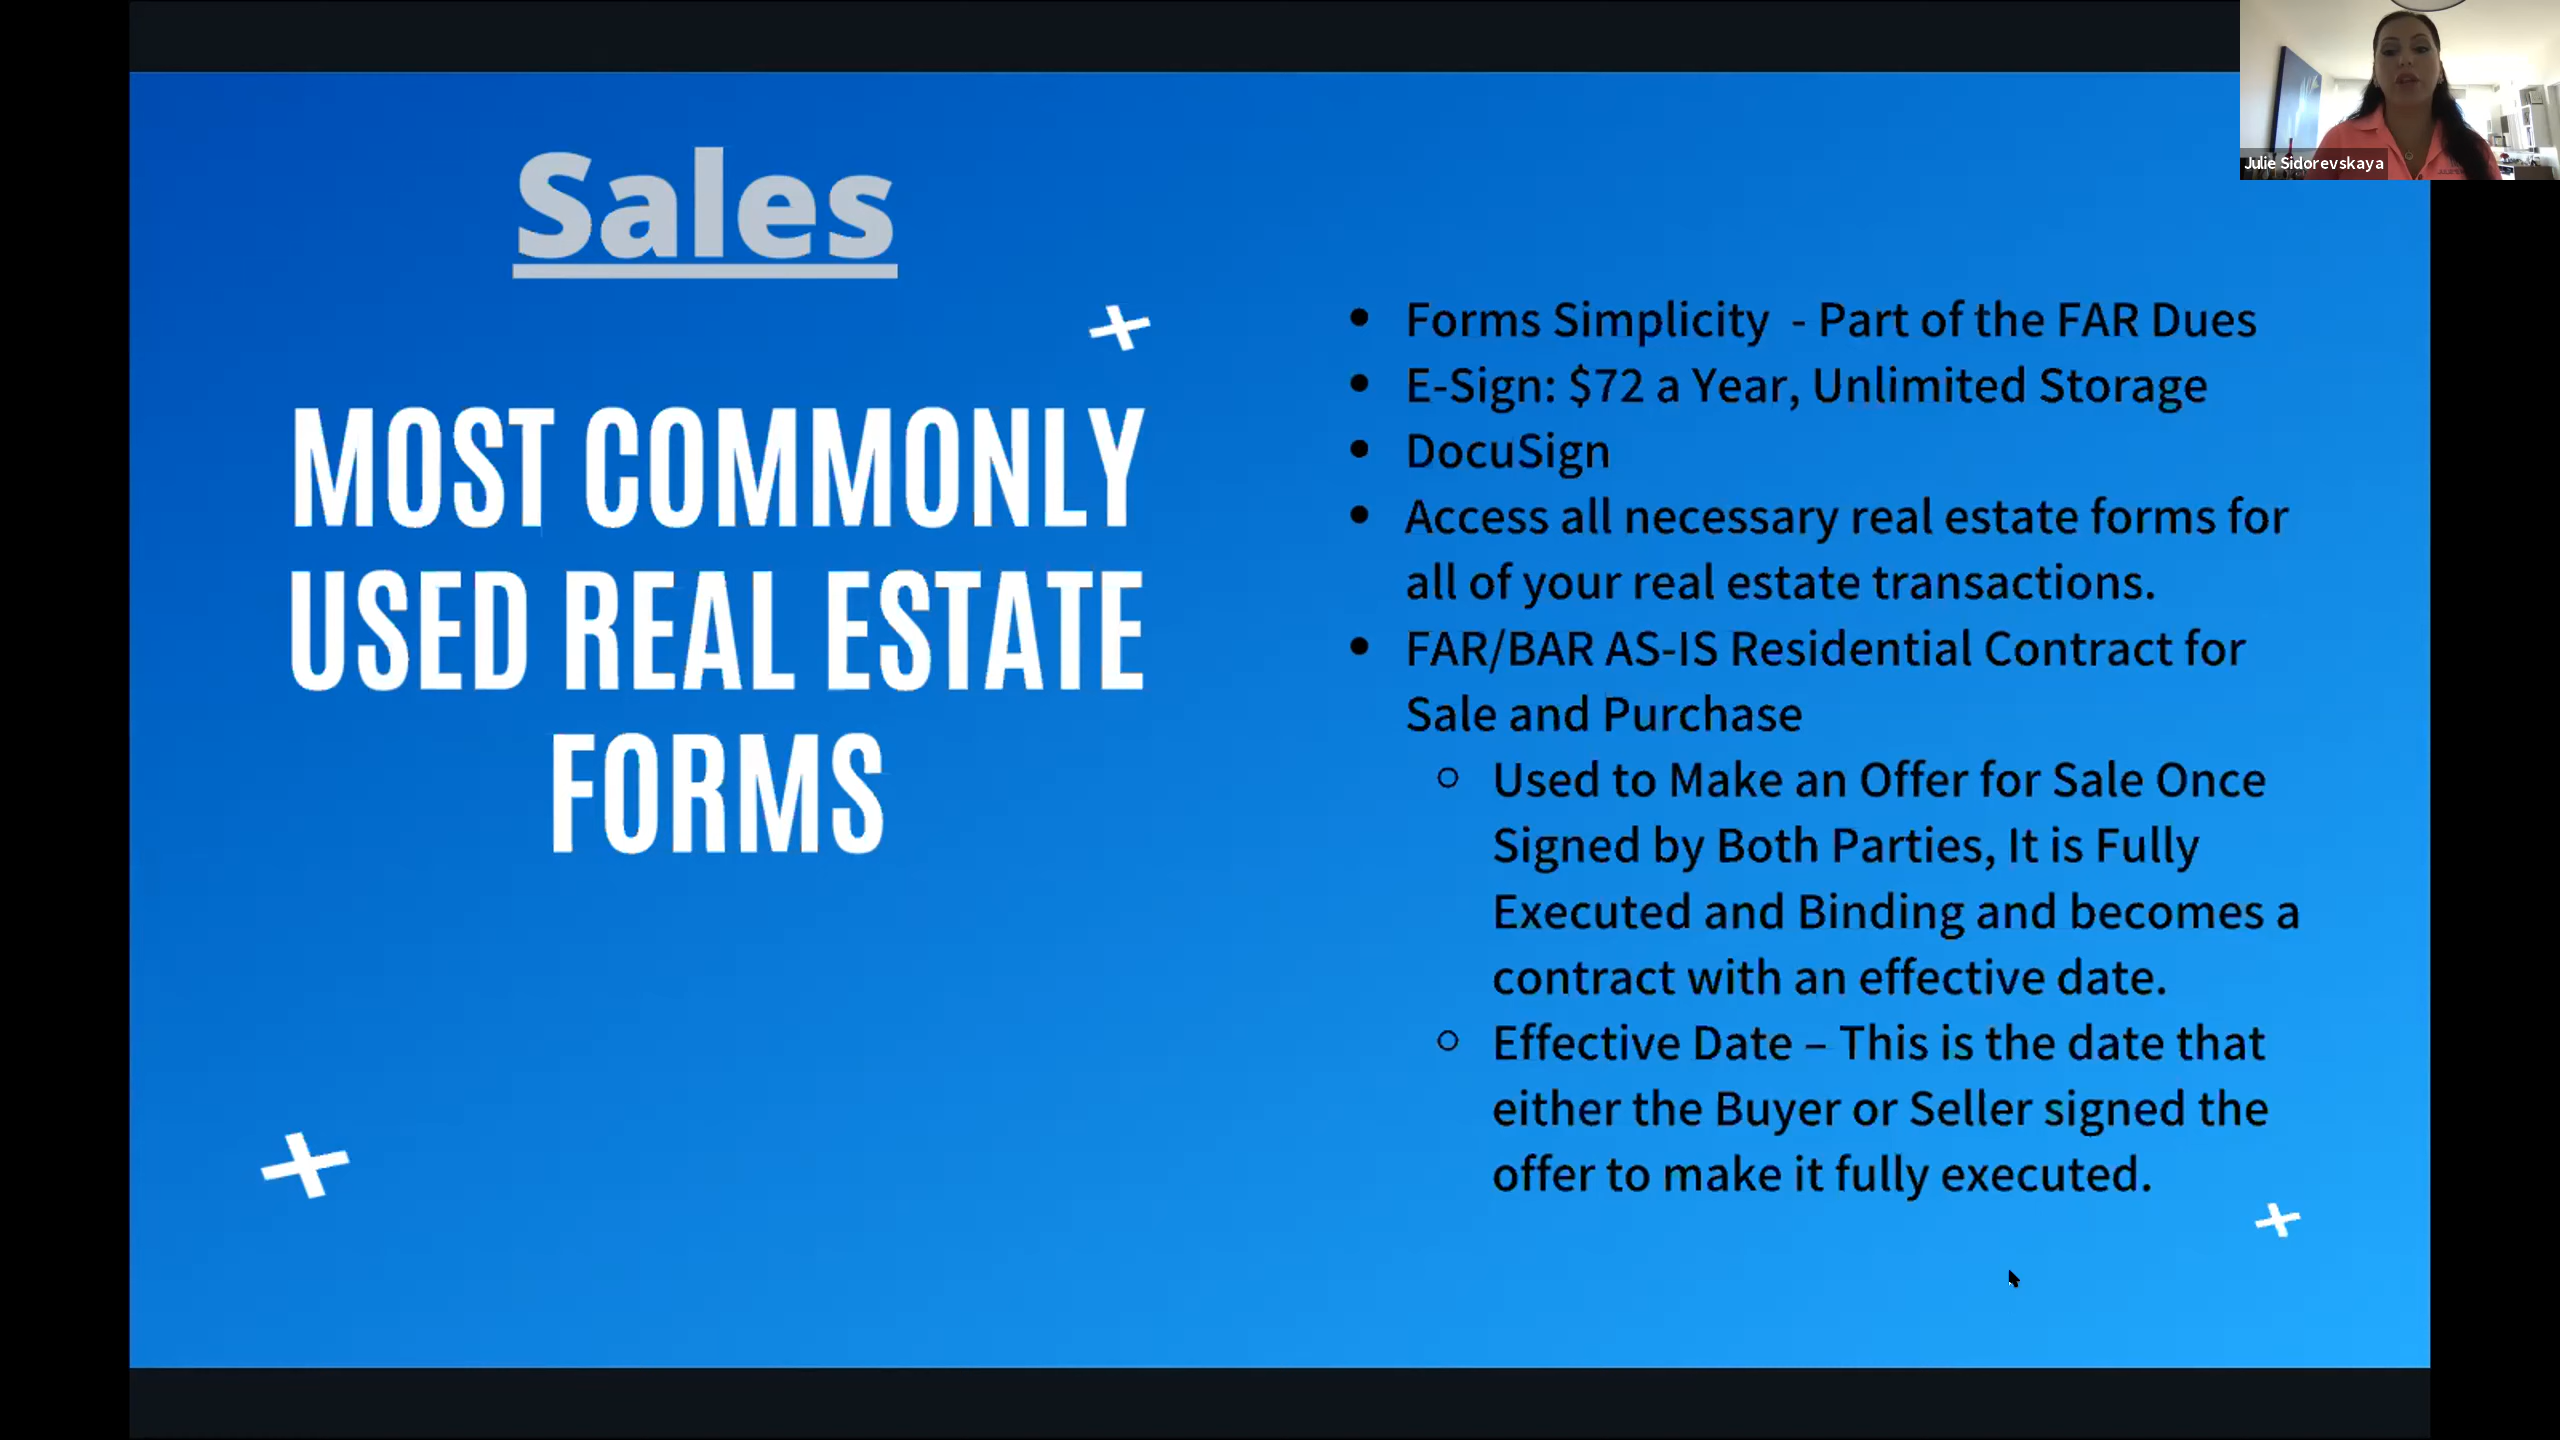 Julie Sidorevskaya
Sales
MOST COMMONLY
USED REAL ESTATE
FORMS
• Forms Simplicity - Part of the FAR Dues
• E-Sign: $72 a Year, Unlimited Storage
• DocuSign
• Access all necessary real estate forms for
all of your real estate transactions.
• FAR/BAR AS-IS Residential Contract for
Sale and Purchase
○ Used to Make an Offer for Sale Once
Signed by Both Parties, It is Fully
Executed and Binding and becomes a
contract with an effective date.
○ Effective Date – This is the date that
either the Buyer or Seller signed the
offer to make it fully executed.